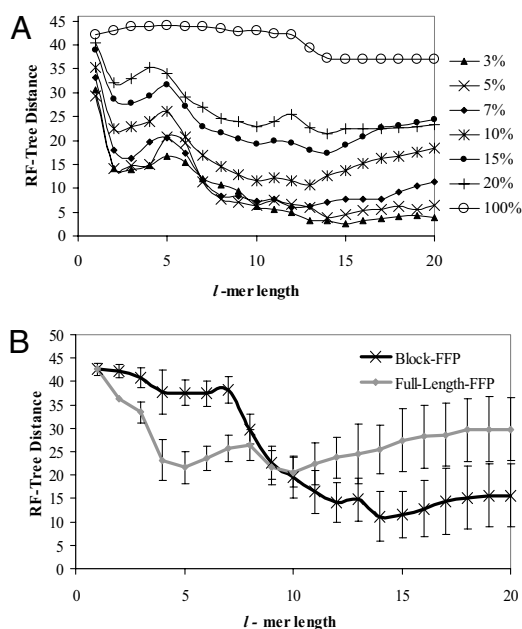 A
RF-Tree Distance
45
40
35
30
25
20
15
10
5
0
0 5 10 15 20
l-mer length
3%
5%
7%
10%
15%
20%
100%
B
RF-Tree Distance
50
45
40
35
30
25
20
15
10
5
0
0 5 10 15 20
l - mer length
Block-FFP
Full-Length-FFP